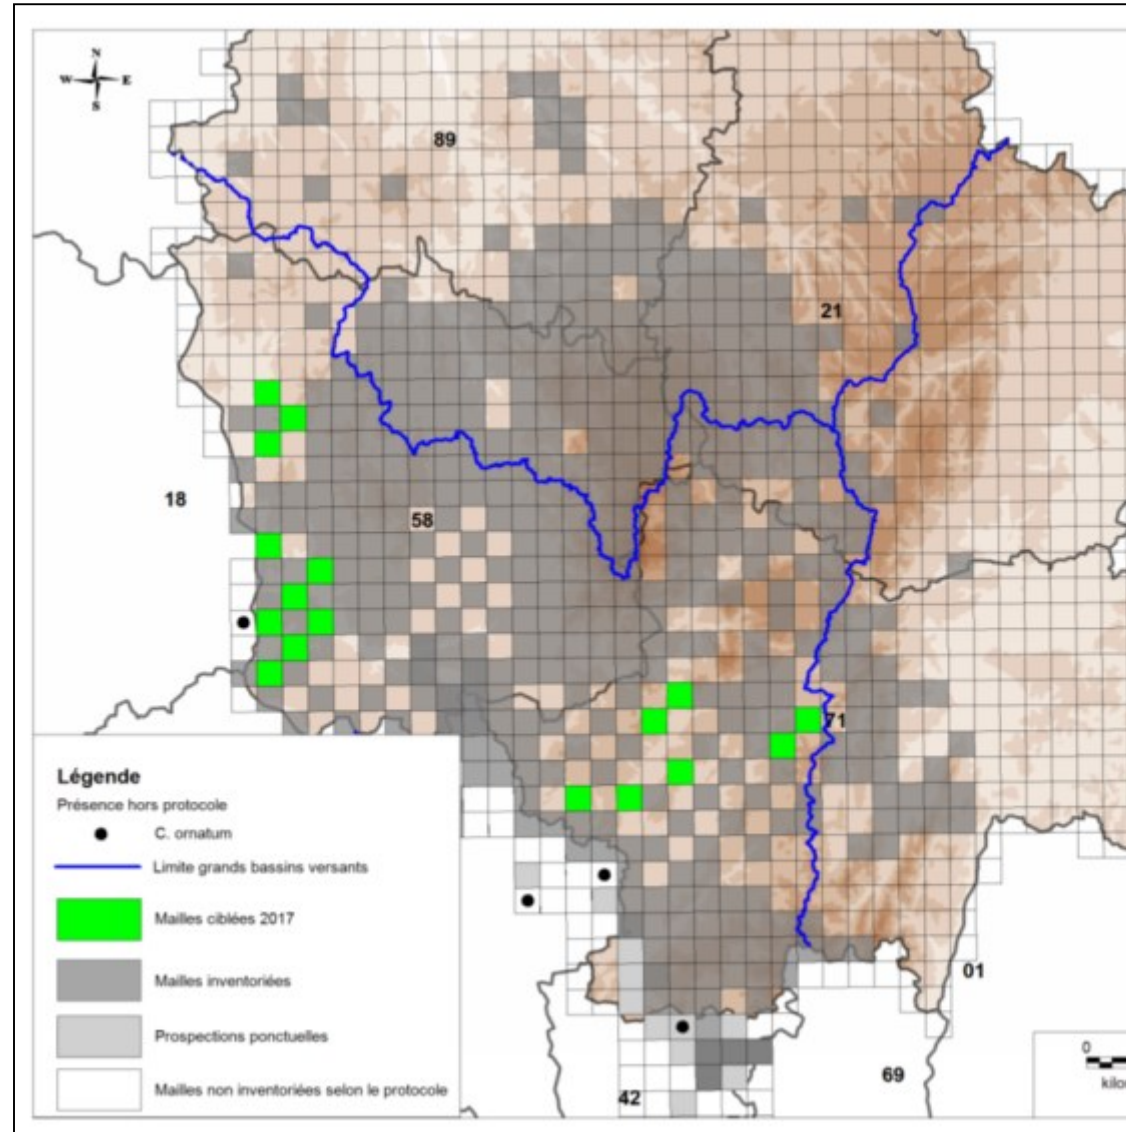 N
W E
S
89
21
18
58
71
Légende
Présence hors protocole
C. ornatum
Limite grands bassins versants
Mailles ciblées 2017
Mailles inventoriées
Prospections ponctuelles
Mailles non inventoriées selon le protocole
01
0
69
42